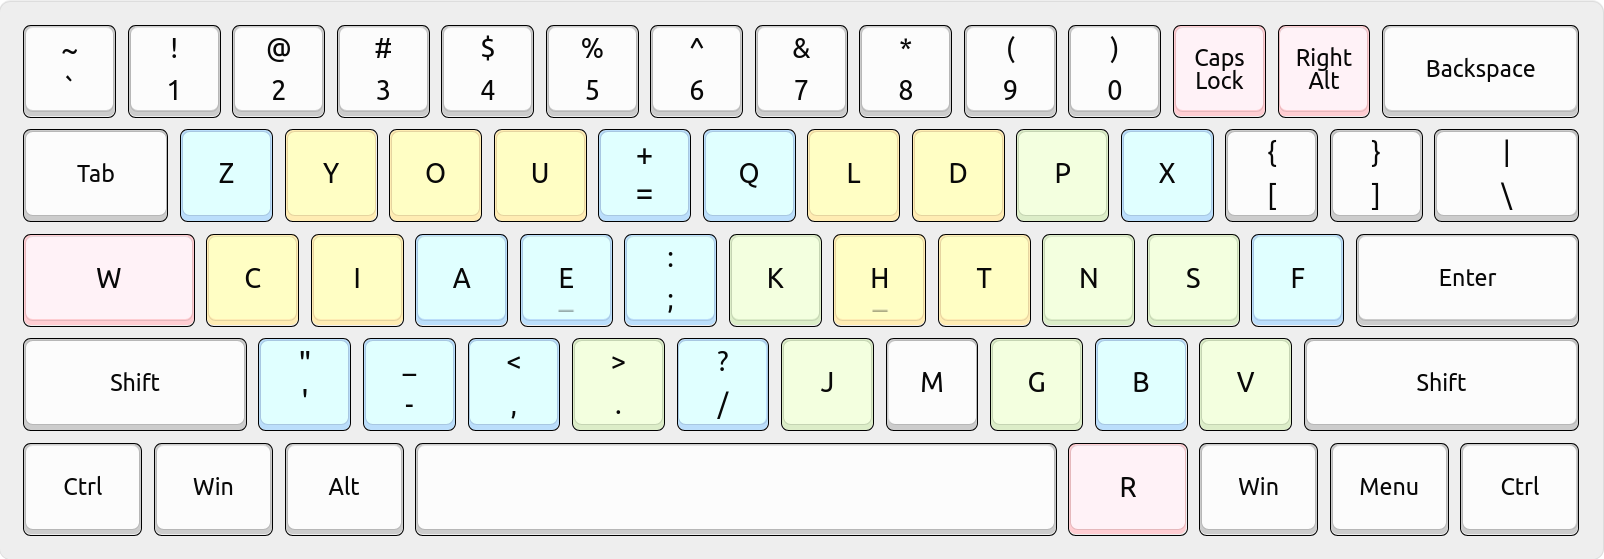 ~ ! @ # $ % ^ & * ( ) Caps Lock Right Alt Backspace
` 1 2 3 4 5 6 7 8 9 0
Tab Z Y O U + Q L D P X { } |
= [ ] \
W C I A E : K H T N S F Enter
_ ; _
Shift " _ < > ? J M G B V Shift
' - , . /
Ctrl Win Alt R Win Menu Ctrl